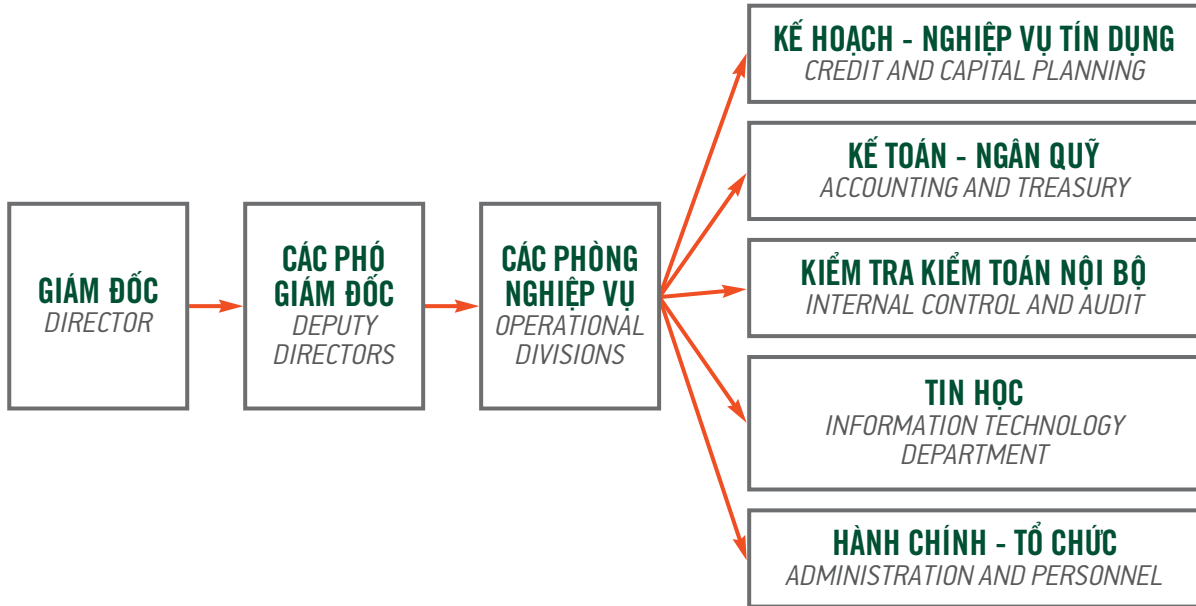 GIÁM ĐỐC
DIRECTOR
CÁC PHÓ
GIÁM ĐỐC
DEPUTY
DIRECTORS
CÁC PHÒNG
NGHIỆP VỤ
OPERATIONAL
DIVISIONS
KẾ HOẠCH - NGHIỆP VỤ TÍN DỤNG
CREDIT AND CAPITAL PLANNING
KẾ TOÁN - NGÂN QUỸ
ACCOUNTING AND TREASURY
KIỂM TRA KIỂM TOÁN NỘI BỘ
INTERNAL CONTROL AND AUDIT
TIN HỌC
INFORMATION TECHNOLOGY
DEPARTMENT
HÀNH CHÍNH - TỔ CHỨC
ADMINISTRATION AND PERSONNEL